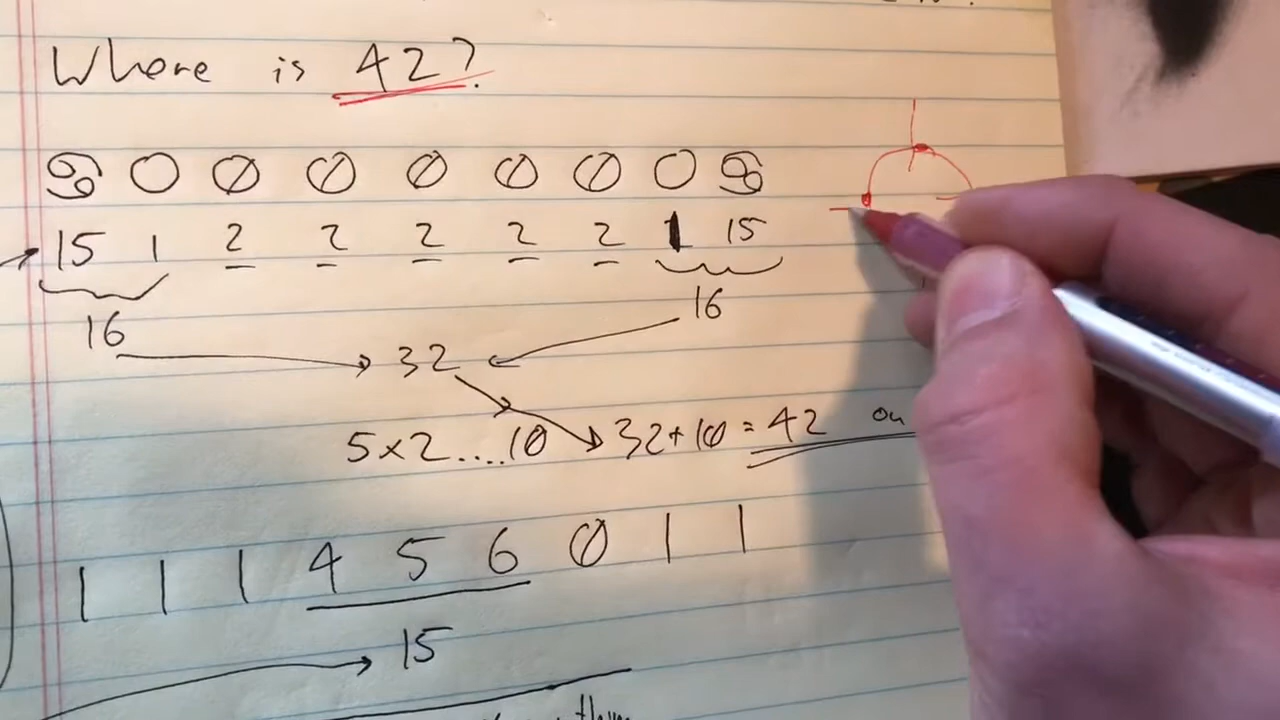 Where is 42?
♋ O Ø Ø Ø Ø Ø O ♋
15 1 2 2 2 2 2 1 15
16 16
32
5×2....10 32+10 = 42 on
1 1 1 4 5 6 Ø 1 1
15